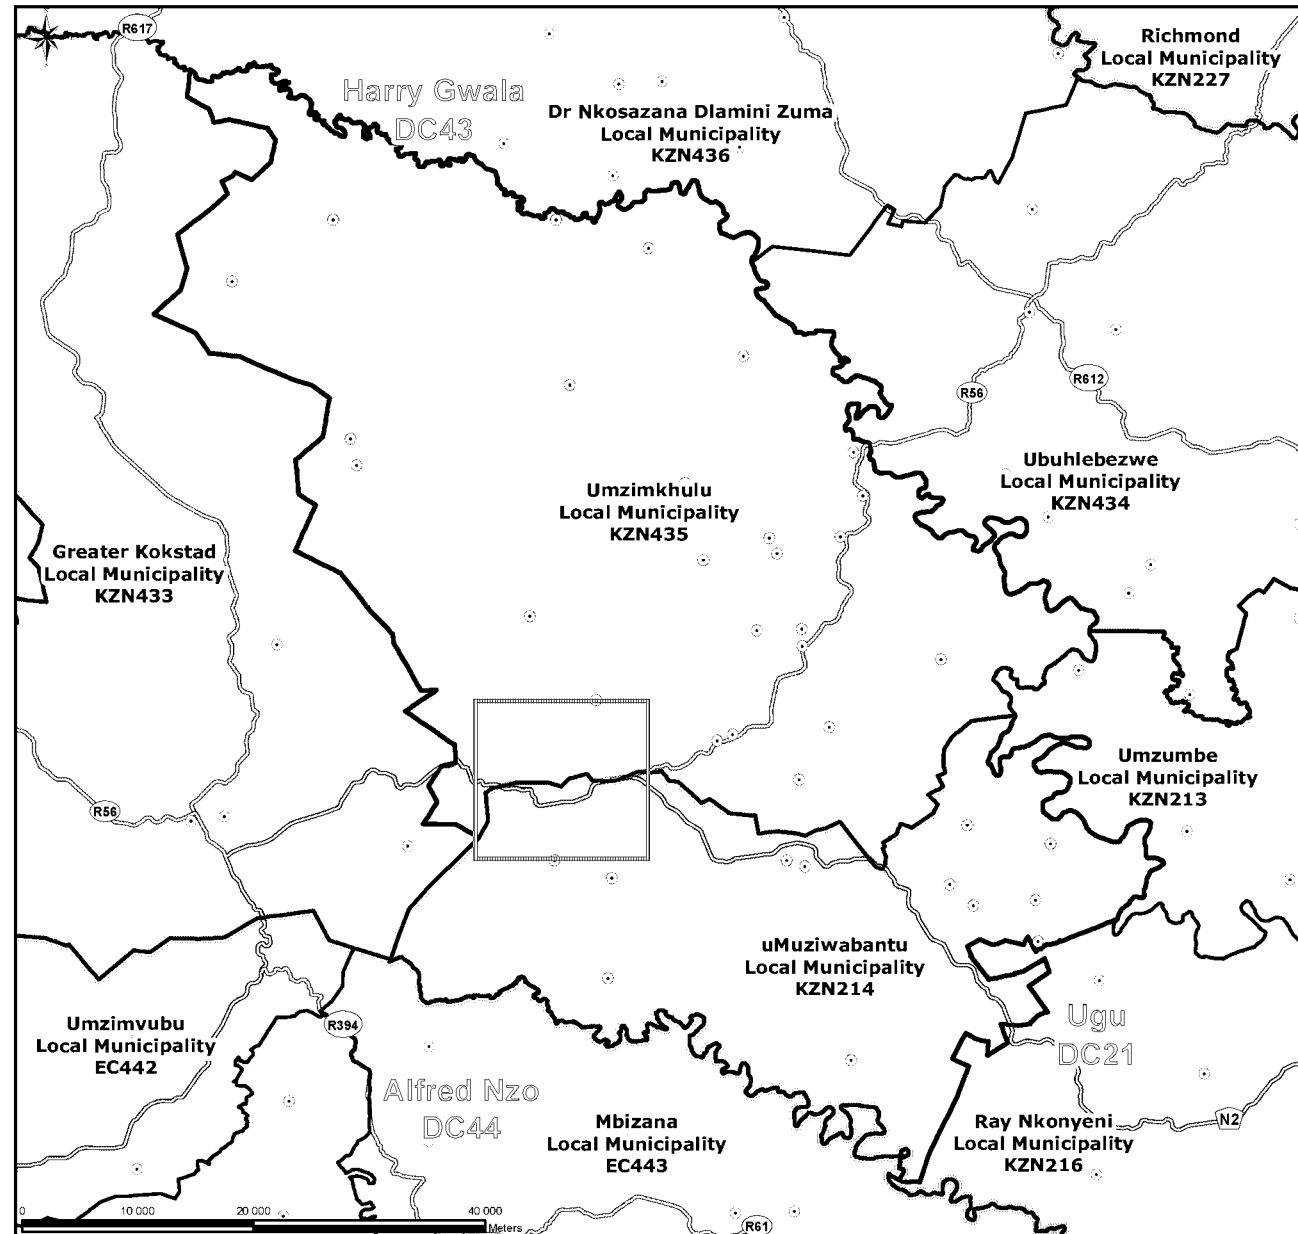 R617
Richmond
Local Municipality
KZN227
Harry Gwala
DC43
Dr Nkosazana Dlamini Zuma
Local Municipality
KZN436
R612
R56
Ubuhlebezwe
Local Municipality
KZN434
Umzimkhulu
Local Municipality
KZN435
Greater Kokstad
Local Municipality
KZN433
Umzumbe
Local Municipality
KZN213
R56
uMuziwabantu
Local Municipality
KZN214
Umzimvubu
Local Municipality
EC442
R394
Ugu
DC21
Alfred Nzo
DC44
Mbizana
Local Municipality
EC443
Ray Nkonyeni
Local Municipality
KZN216
N2
R61
0 10 000 20 000 40 000
Meters